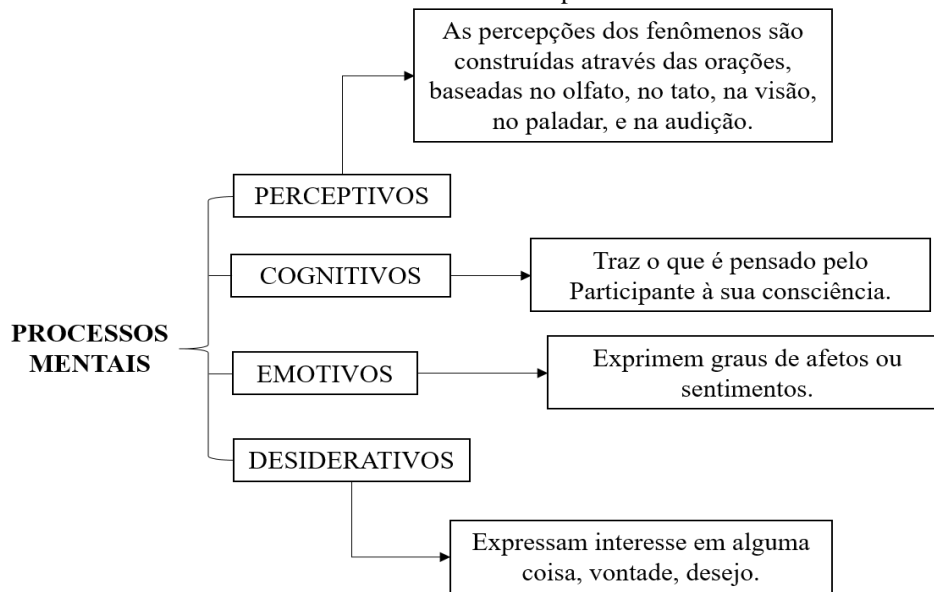 As percepções dos fenômenos são
construídas através das orações,
baseadas no olfato, no tato, na visão,
no paladar, e na audição.
PERCEPTIVOS
COGNITIVOS
Traz o que é pensado pelo
Participante à sua consciência.
PROCESSOS
MENTAIS
EMOTIVOS
Exprimem graus de afetos ou
sentimentos.
DESIDERATIVOS
Expressam interesse em alguma
coisa, vontade, desejo.